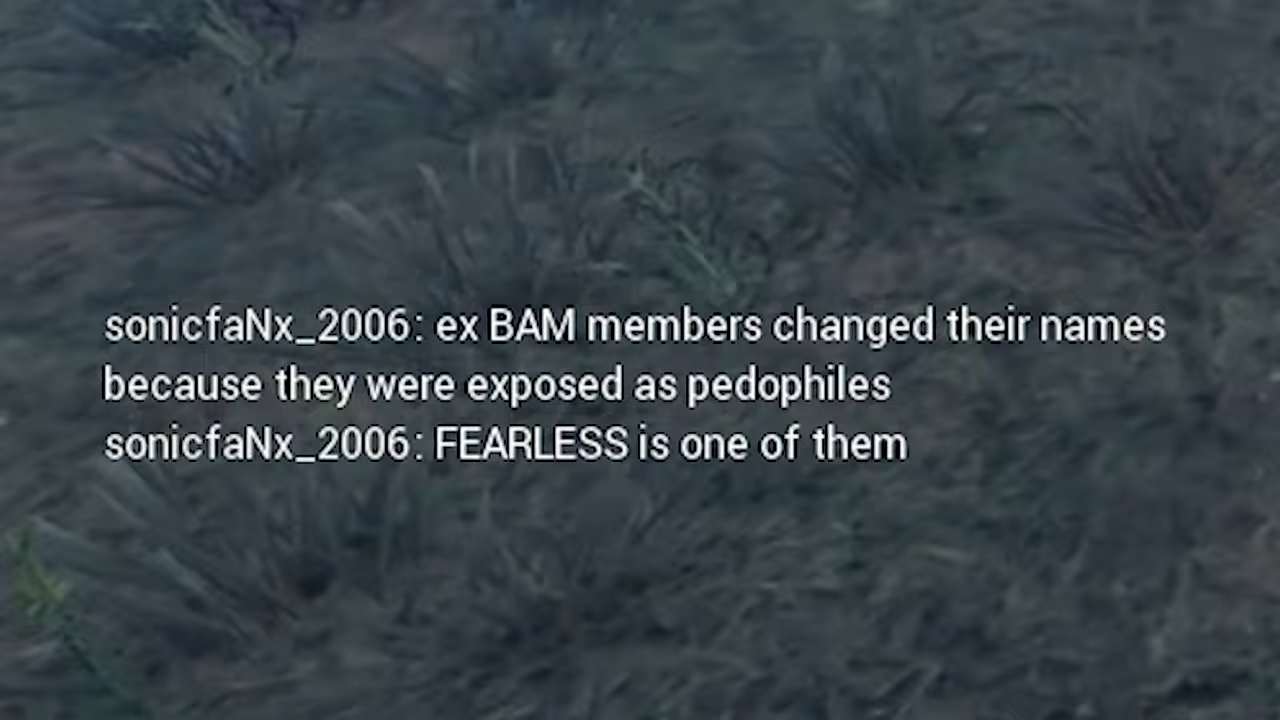 sonicfaNx_2006: ex BAM members changed their names
because they were exposed as pedophiles
sonicfaNx_2006: FEARLESS is one of them